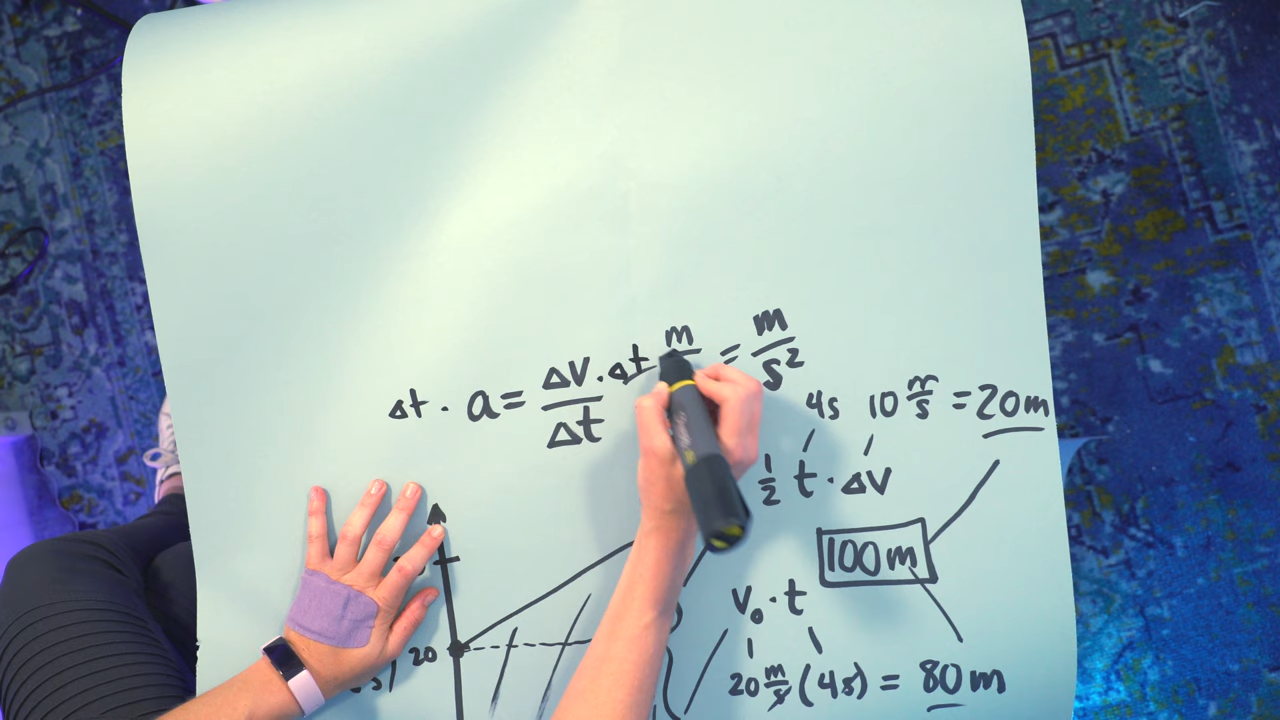 Δt · a = Δv/Δt · Δt m = m/s²
4s 10 m/s = 20m
½ t · Δv
100m
v₀ · t
20
20 m/s (4s) = 80m